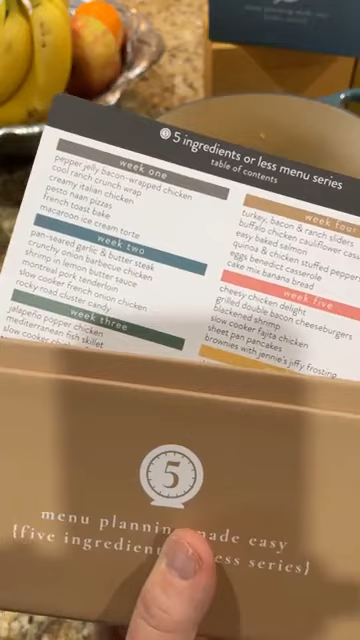 5 ingredients or less menu series
table of contents
week one
pepper jelly bacon-wrapped chicken
cool ranch crunch wrap
creamy italian chicken
pesto naan pizzas
french toast bake
macaroon ice cream torte
week two
pan-seared garlic & butter steak
crunchy onion barbecue chicken
shrimp in lemon butter sauce
montreal pork tenderloin
slow cooker french onion chicken
rocky road cluster candy
week three
jalapeño popper chicken
mediterranean fish skillet
slow cooker
week four
turkey, bacon & ranch sliders
buffalo chicken cauliflower
easy baked salmon
quinoa & chicken stuffed peppers
eggs benedict casserole
cake mix banana bread
week five
cheesy chicken delight
grilled double bacon cheeseburgers
blackened shrimp
slow cooker fajita chicken
sheet pan pancakes
brownies with jennie's jiffy frosting
5
menu planning made easy
{five ingredient ess series}